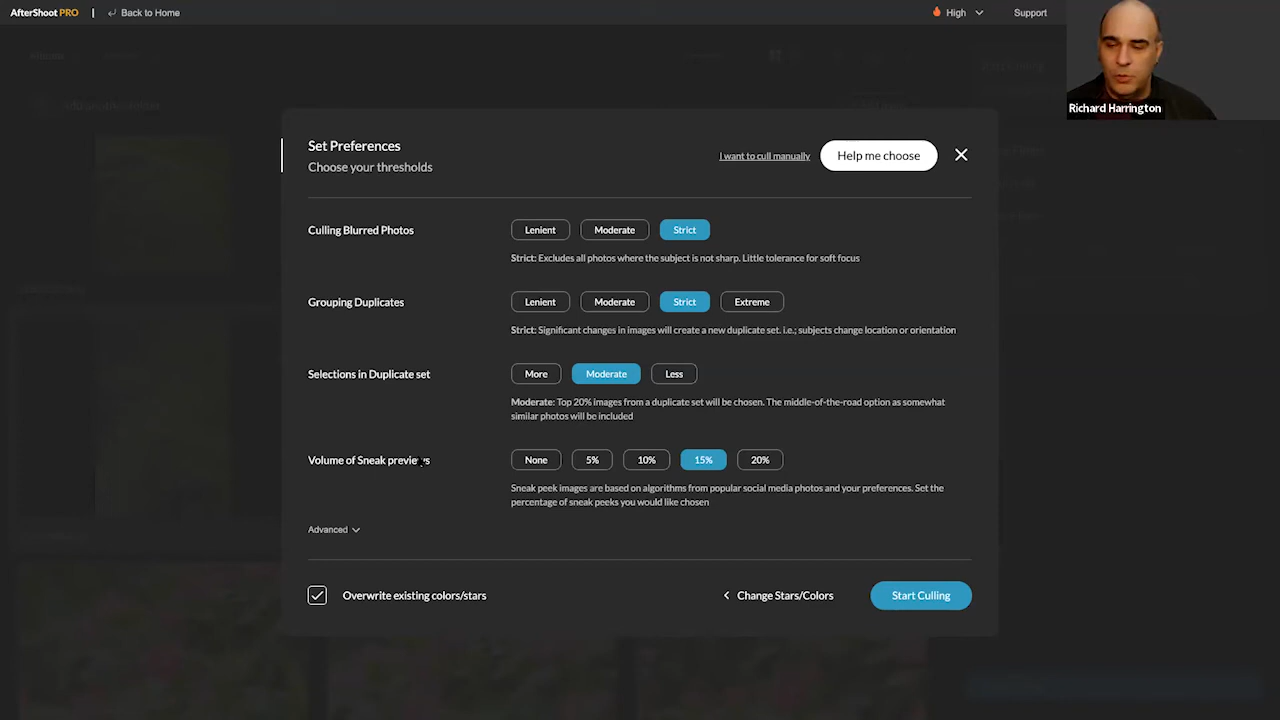 AfterShoot PRO | ↵ Back to Home High Support
Richard Harrington
Set Preferences
Choose your thresholds
I want to cull manually
Help me choose
Culling Blurred Photos
Lenient Moderate Strict
Strict: Excludes all photos where the subject is not sharp. Little tolerance for soft focus
Grouping Duplicates
Lenient Moderate Strict Extreme
Strict: Significant changes in images will create a new duplicate set. i.e.; subjects change location or orientation
Selections in Duplicate set
More Moderate Less
Moderate: Top 20% images from a duplicate set will be chosen. The middle-of-the-road option as somewhat
similar photos will be included
Volume of Sneak previews
None 5% 10% 15% 20%
Sneak peek images are based on algorithms from popular social media photos and your preferences. Set the
percentage of sneak peeks you would like chosen
Advanced
Overwrite existing colors/stars
Change Stars/Colors
Start Culling